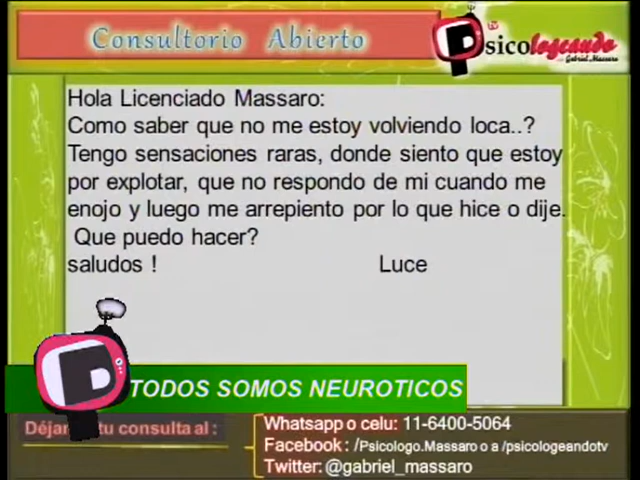 Consultorio Abierto
Psicologeando
tv
Gabriel Massaro
Hola Licenciado Massaro:
Como saber que no me estoy volviendo loca..?
Tengo sensaciones raras, donde siento que estoy
por explotar, que no respondo de mi cuando me
enojo y luego me arrepiento por lo que hice o dije.
Que puedo hacer?
saludos ! Luce
TODOS SOMOS NEUROTICOS
tu consulta al :
Whatsapp o celu: 11-6400-5064
Facebook: /Psicologo.Massaro o a /psicologeandotv
Twitter: @gabriel_massaro